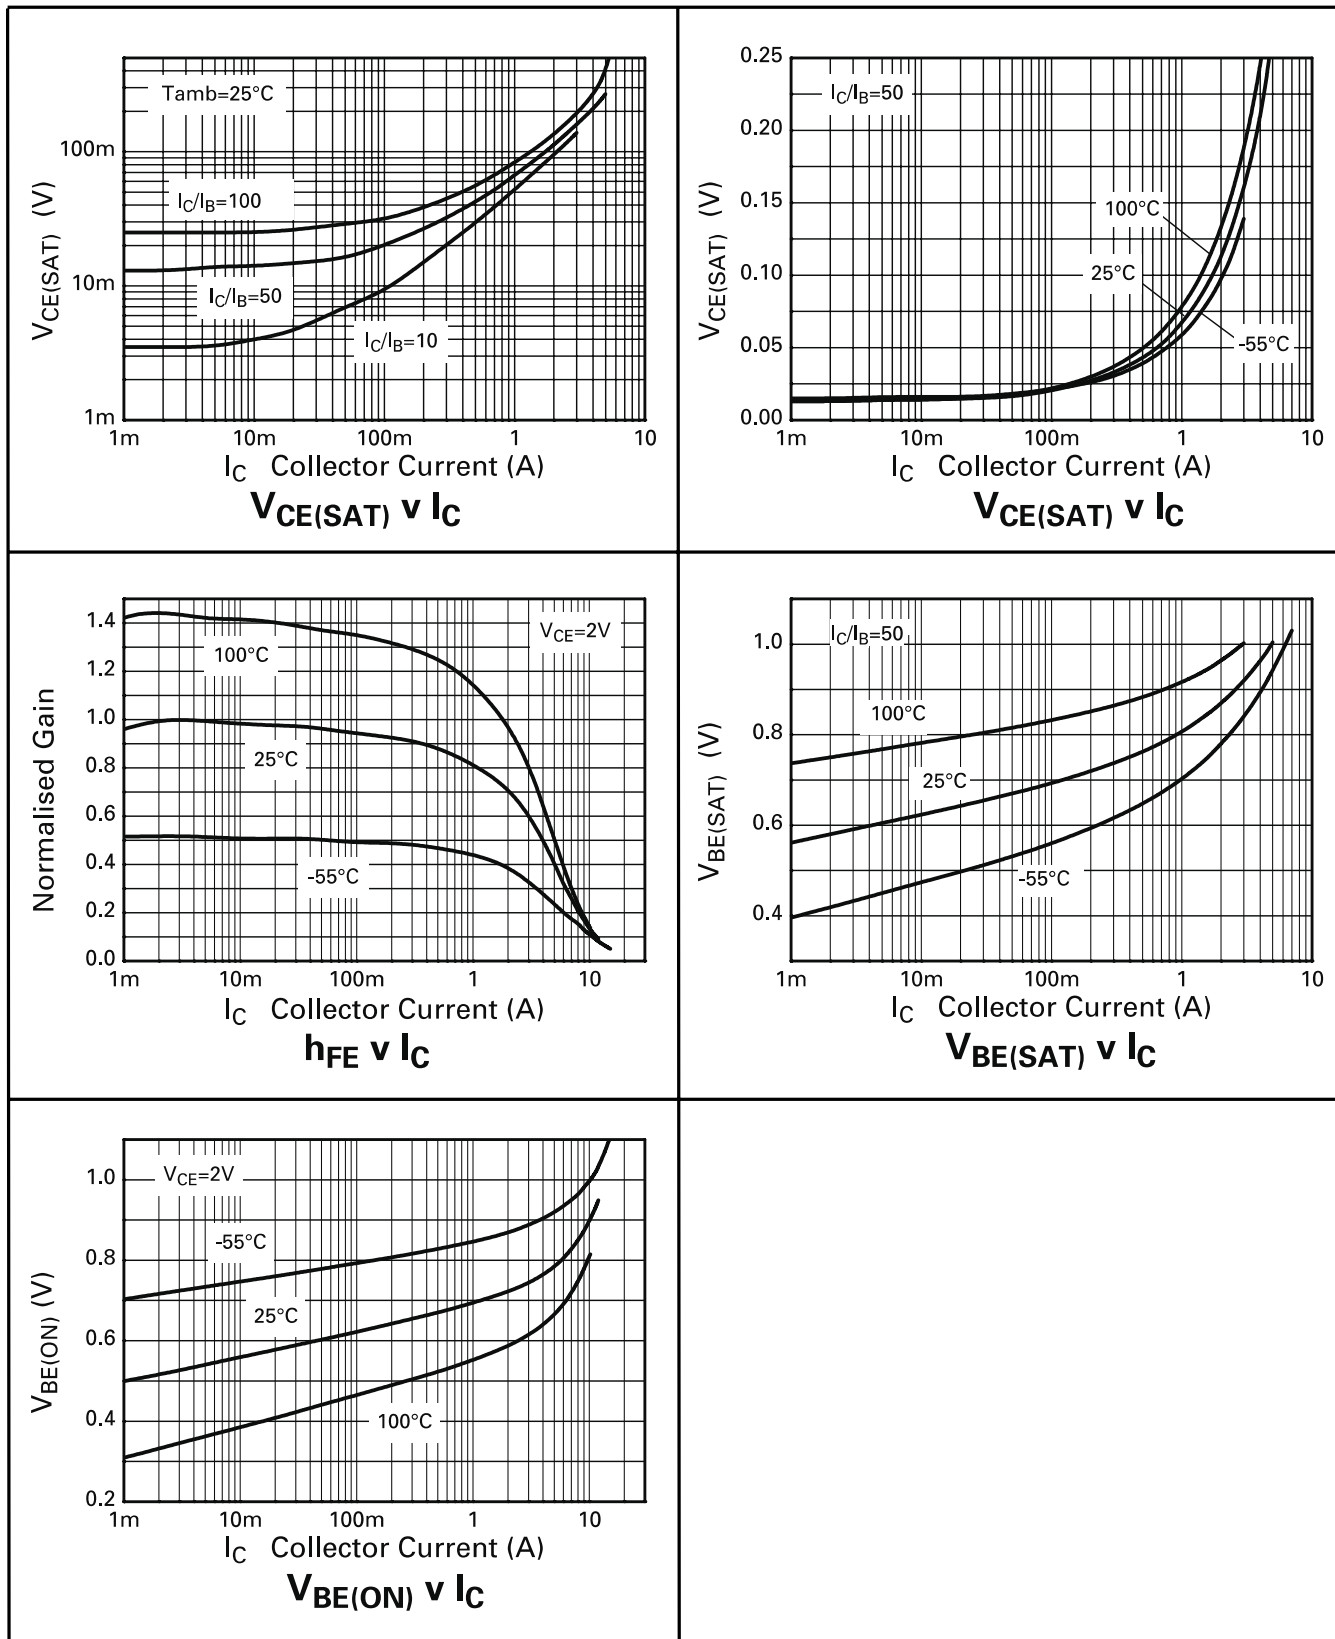 0.25
0.20
0.15
0.10
0.05
0.00
100m
10m
1m
VCE(SAT) (V)
Tamb=25°C
IC/IB=100
IC/IB=50
IC/IB=10
1m 10m 100m 1 10
IC Collector Current (A)
VCE(SAT) v IC
VCE(SAT) (V)
IC/IB=50
100°C
25°C
-55°C
1m 10m 100m 1 10
IC Collector Current (A)
VCE(SAT) v IC
1.4
1.2
1.0
0.8
0.6
0.4
0.2
0.0
Normalised Gain
VCE=2V
100°C
25°C
-55°C
1m 10m 100m 1 10
IC Collector Current (A)
hFE v IC
1.0
0.8
0.6
0.4
VBE(SAT) (V)
IC/IB=50
100°C
25°C
-55°C
1m 10m 100m 1 10
IC Collector Current (A)
VBE(SAT) v IC
1.0
0.8
0.6
0.4
0.2
VBE(ON) (V)
VCE=2V
-55°C
25°C
100°C
1m 10m 100m 1 10
IC Collector Current (A)
VBE(ON) v IC